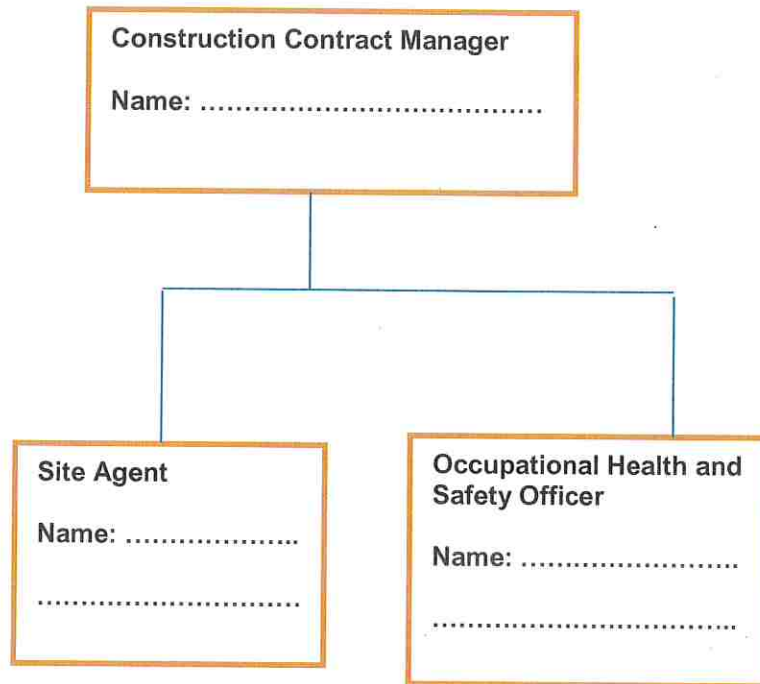 Construction Contract Manager
Name: ..........................................
Site Agent
Name: .....................
................................
Occupational Health and
Safety Officer
Name: ..........................
.....................................